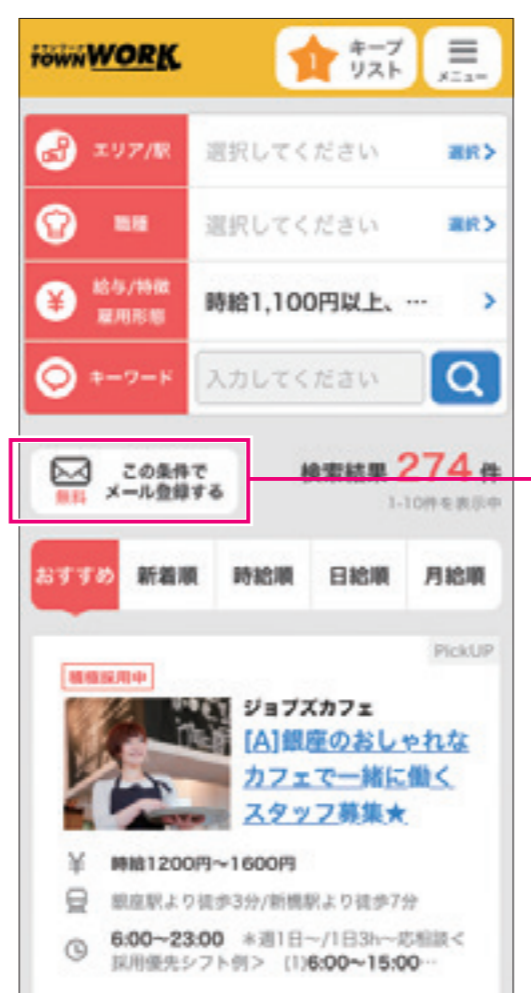 タウンワーク
TOWNWORK
1
キープ
リスト
メニュー
エリア/駅
選択してください
選択
職種
選択してください
選択
給与/特徴
雇用形態
時給1,100円以上、…
キーワード
入力してください
無料
この条件で
メール登録する
検索結果 274 件
1-10件を表示中
おすすめ
新着順
時給順
日給順
月給順
PickUP
積極採用中
ジョブズカフェ
[A]銀座のおしゃれな
カフェで一緒に働く
スタッフ募集★
時給1200円~1600円
銀座駅より徒歩3分/新橋駅より徒歩7分
6:00~23:00 *週1日~/1日3h~応相談<
採用優先シフト例> (1)6:00~15:00…